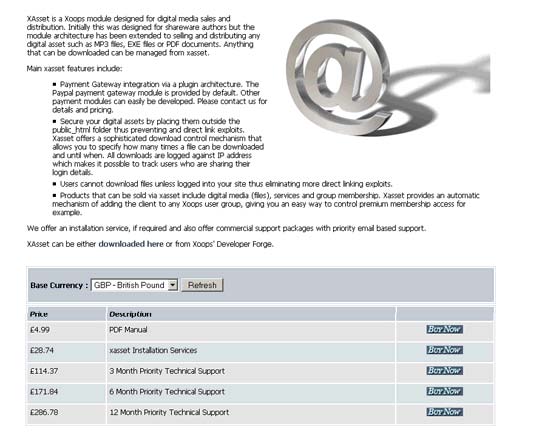 XAsset is a Xoops module designed for digital media sales and
distribution. Initially this was designed for shareware authors but the
module architecture has been extended to selling and distributing any
digital asset such as MP3 files, EXE files or PDF documents. Anything
that can be downloaded can be managed from xasset.
Main xasset features include:
▪ Payment Gateway integration via a plugin architecture. The
Paypal payment gateway module is provided by default. Other
payment modules can easily be developed. Please contact us for
details and pricing.
▪ Secure your digital assets by placing them outside the
public_html folder thus preventing and direct link exploits.
Xasset offers a sophisticated download control mechanism that
allows you to specify how many times a file can be downloaded
and until when. All downloads are logged against IP address
which makes it possible to track users who are sharing their
login details.
▪ Users cannot download files unless logged into your site thus eliminating more direct linking exploits.
▪ Products that can be sold via xasset include digital media (files), services and group membership. Xasset provides an automatic
mechanism of adding the client to any Xoops user group, giving you an easy way to control premium membership access for
example.
We offer an installation service, if required and also offer commercial support packages with priority email based support.
XAsset can be either downloaded here or from Xoops' Developer Forge.
Base Currency : GBP - British Pound Refresh
Price Description
£4.99 PDF Manual Buy Now
£28.74 xasset Installation Services Buy Now
£114.37 3 Month Priority Technical Support Buy Now
£171.84 6 Month Priority Technical Support Buy Now
£286.78 12 Month Priority Technical Support Buy Now